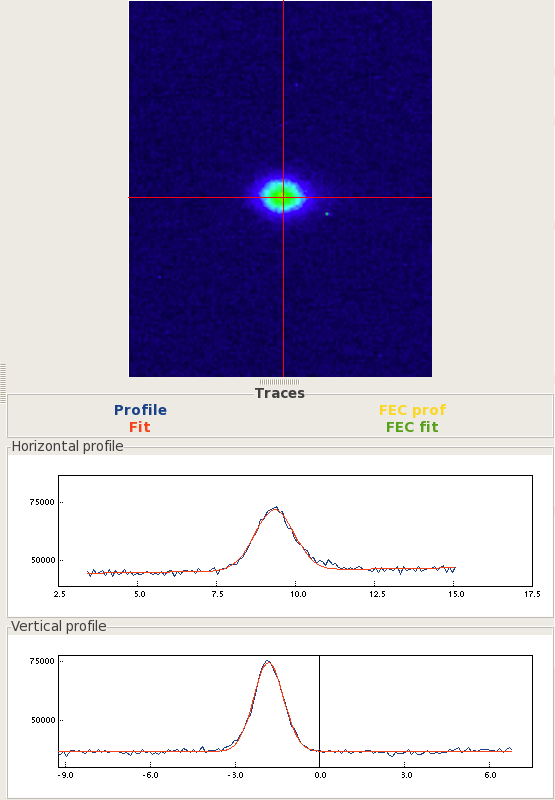 Traces
Profile FEC prof
Fit FEC fit
Horizontal profile
75000
50000
2.5 5.0 7.5 10.0 12.5 15.0 17.5
Vertical profile
75000
50000
-9.0 -6.0 -3.0 0.0 3.0 6.0